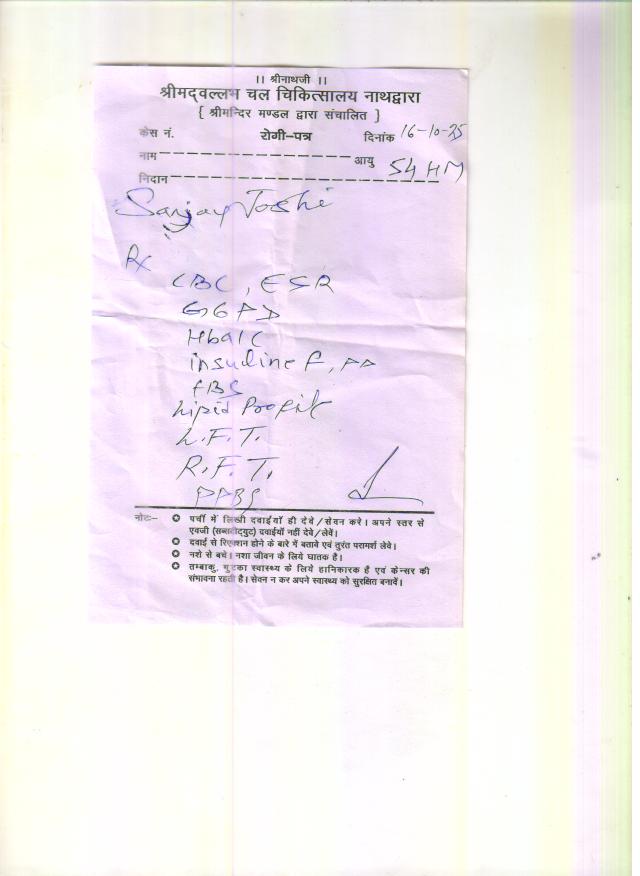 ।। श्रीनाथजी ।।
श्रीमद्वल्लभ चल चिकित्सालय नाथद्वारा
[ श्रीमन्दिर मण्डल द्वारा संचालित ]
केस नं. रोगी-पत्र दिनांक 16-10-25
नाम आयु 54 HM
निदान
Sanjay Joshi
Rx
CBC, ESR
G6PD
Hba1C
insuline F, PP
FBS
Lipid Profile
L.F.T.
R.F.T.
PPBS
नोटः- ✪ पर्ची में लिखी दवाईयाँ ही देवे/सेवन करे। अपने स्तर से
एवजी (सब्सटीट्युट) दवाईयाँ नहीं देवे/लेवें।
✪ दवाई से रिएक्शन होने के बारे में बतावे एवं तुरंत परामर्श लेवे।
✪ नशे से बचे। नशा जीवन के लिये घातक है।
✪ तम्बाकु, गुटका स्वास्थ्य के लिये हानिकारक है एवं केन्सर की
संभावना रहती है। सेवन न कर अपने स्वास्थ्य को सुरक्षित बनावें।